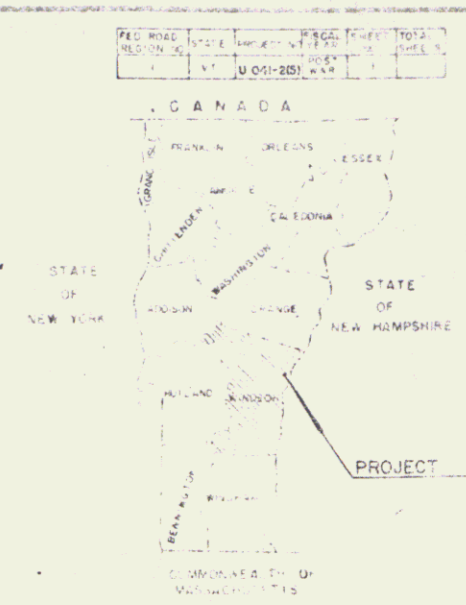 FED ROAD REGION NO STATE PROJECT NO FISCAL YEAR SHEET NO TOTAL SHEETS
1 VT U 041-2(5) POST WAR 1
CANADA
FRANKLIN ORLEANS
GRAND ISLE
ESSEX
CALEDONIA
CHITTENDEN
WASHINGTON
STATE
OF
NEW YORK
STATE
OF
NEW HAMPSHIRE
ADDISON ORANGE
RUTLAND WINDSOR
PROJECT
BENNINGTON
COMMONWEALTH OF
MASSACHUSETTS